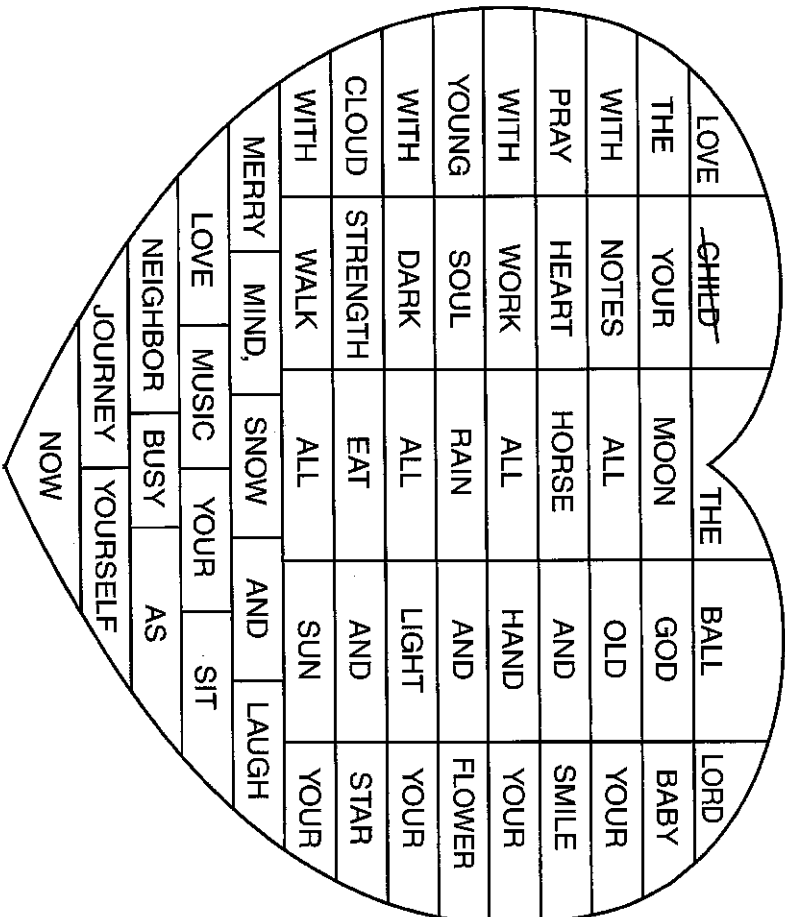 LOVE CHILD THE BALL LORD
THE YOUR MOON GOD BABY
WITH NOTES ALL OLD YOUR
PRAY HEART HORSE AND SMILE
WITH WORK ALL HAND YOUR
YOUNG SOUL RAIN AND FLOWER
WITH DARK ALL LIGHT YOUR
CLOUD STRENGTH EAT AND STAR
WITH WALK ALL SUN YOUR
MERRY MIND, SNOW AND LAUGH
LOVE MUSIC YOUR SIT
NEIGHBOR BUSY AS
JOURNEY YOURSELF
NOW